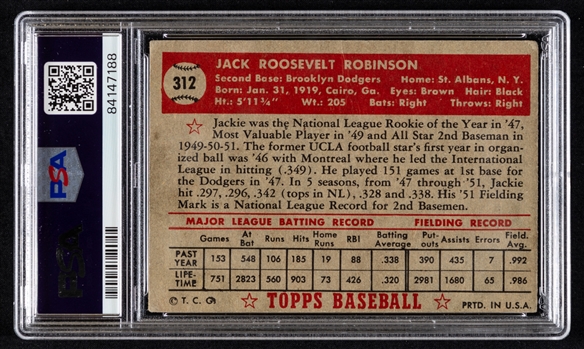 84147188
PSA
312
JACK ROOSEVELT ROBINSON
Second Base: Brooklyn Dodgers Home: St. Albans, N. Y.
Born: Jan. 31, 1919, Cairo, Ga. Eyes: Brown Hair: Black
Ht.: 5'11¾" Wt.: 205 Bats: Right Throws: Right
☆ Jackie was the National League Rookie of the Year in '47,
Most Valuable Player in '49 and All Star 2nd Baseman in
1949-50-51. The former UCLA football star's first year in organ-
ized ball was '46 with Montreal where he led the International
League in hitting (.349). He played 151 games at 1st base for
the Dodgers in '47. In 5 seasons, from '47 through '51, Jackie
hit .297, .296, .342 (tops in NL), .328 and .338. His '51 Fielding
Mark is a National League Record for 2nd Basemen.
MAJOR LEAGUE BATTING RECORD FIELDING RECORD
Games At Bat Runs Hits Home Runs RBI Batting Average Put-outs Assists Errors Field. Avg.
PAST YEAR 153 548 106 185 19 88 .338 390 435 7 .992
LIFE-TIME 751 2823 560 903 73 426 .320 2981 1680 65 .986
© T. C. G. ☆ TOPPS BASEBALL ☆ PRTD. IN U.S.A.